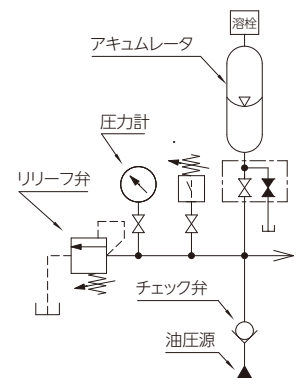 溶栓
アキュムレータ
圧力計
リリーフ弁
チェック弁
油圧源